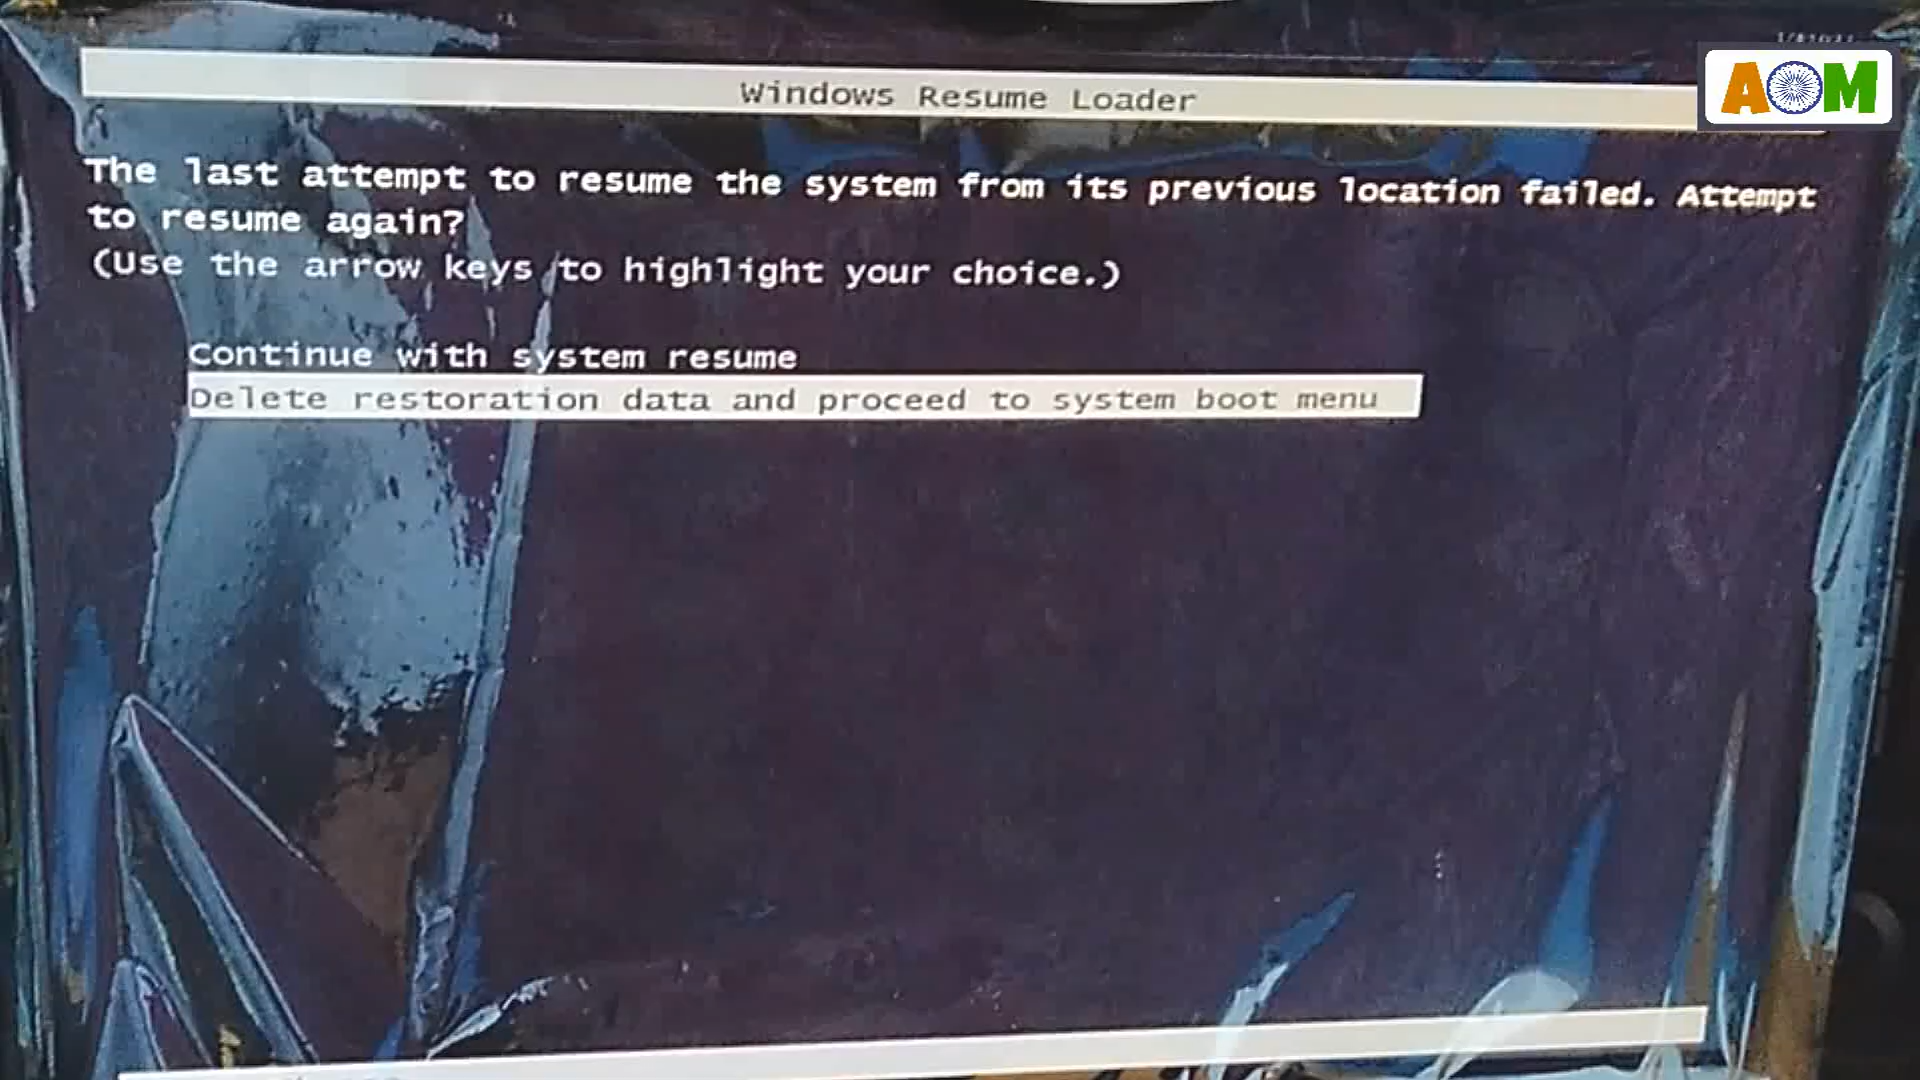 AOM
Windows Resume Loader
The last attempt to resume the system from its previous location failed. Attempt
to resume again?
(Use the arrow keys to highlight your choice.)
Continue with system resume
Delete restoration data and proceed to system boot menu